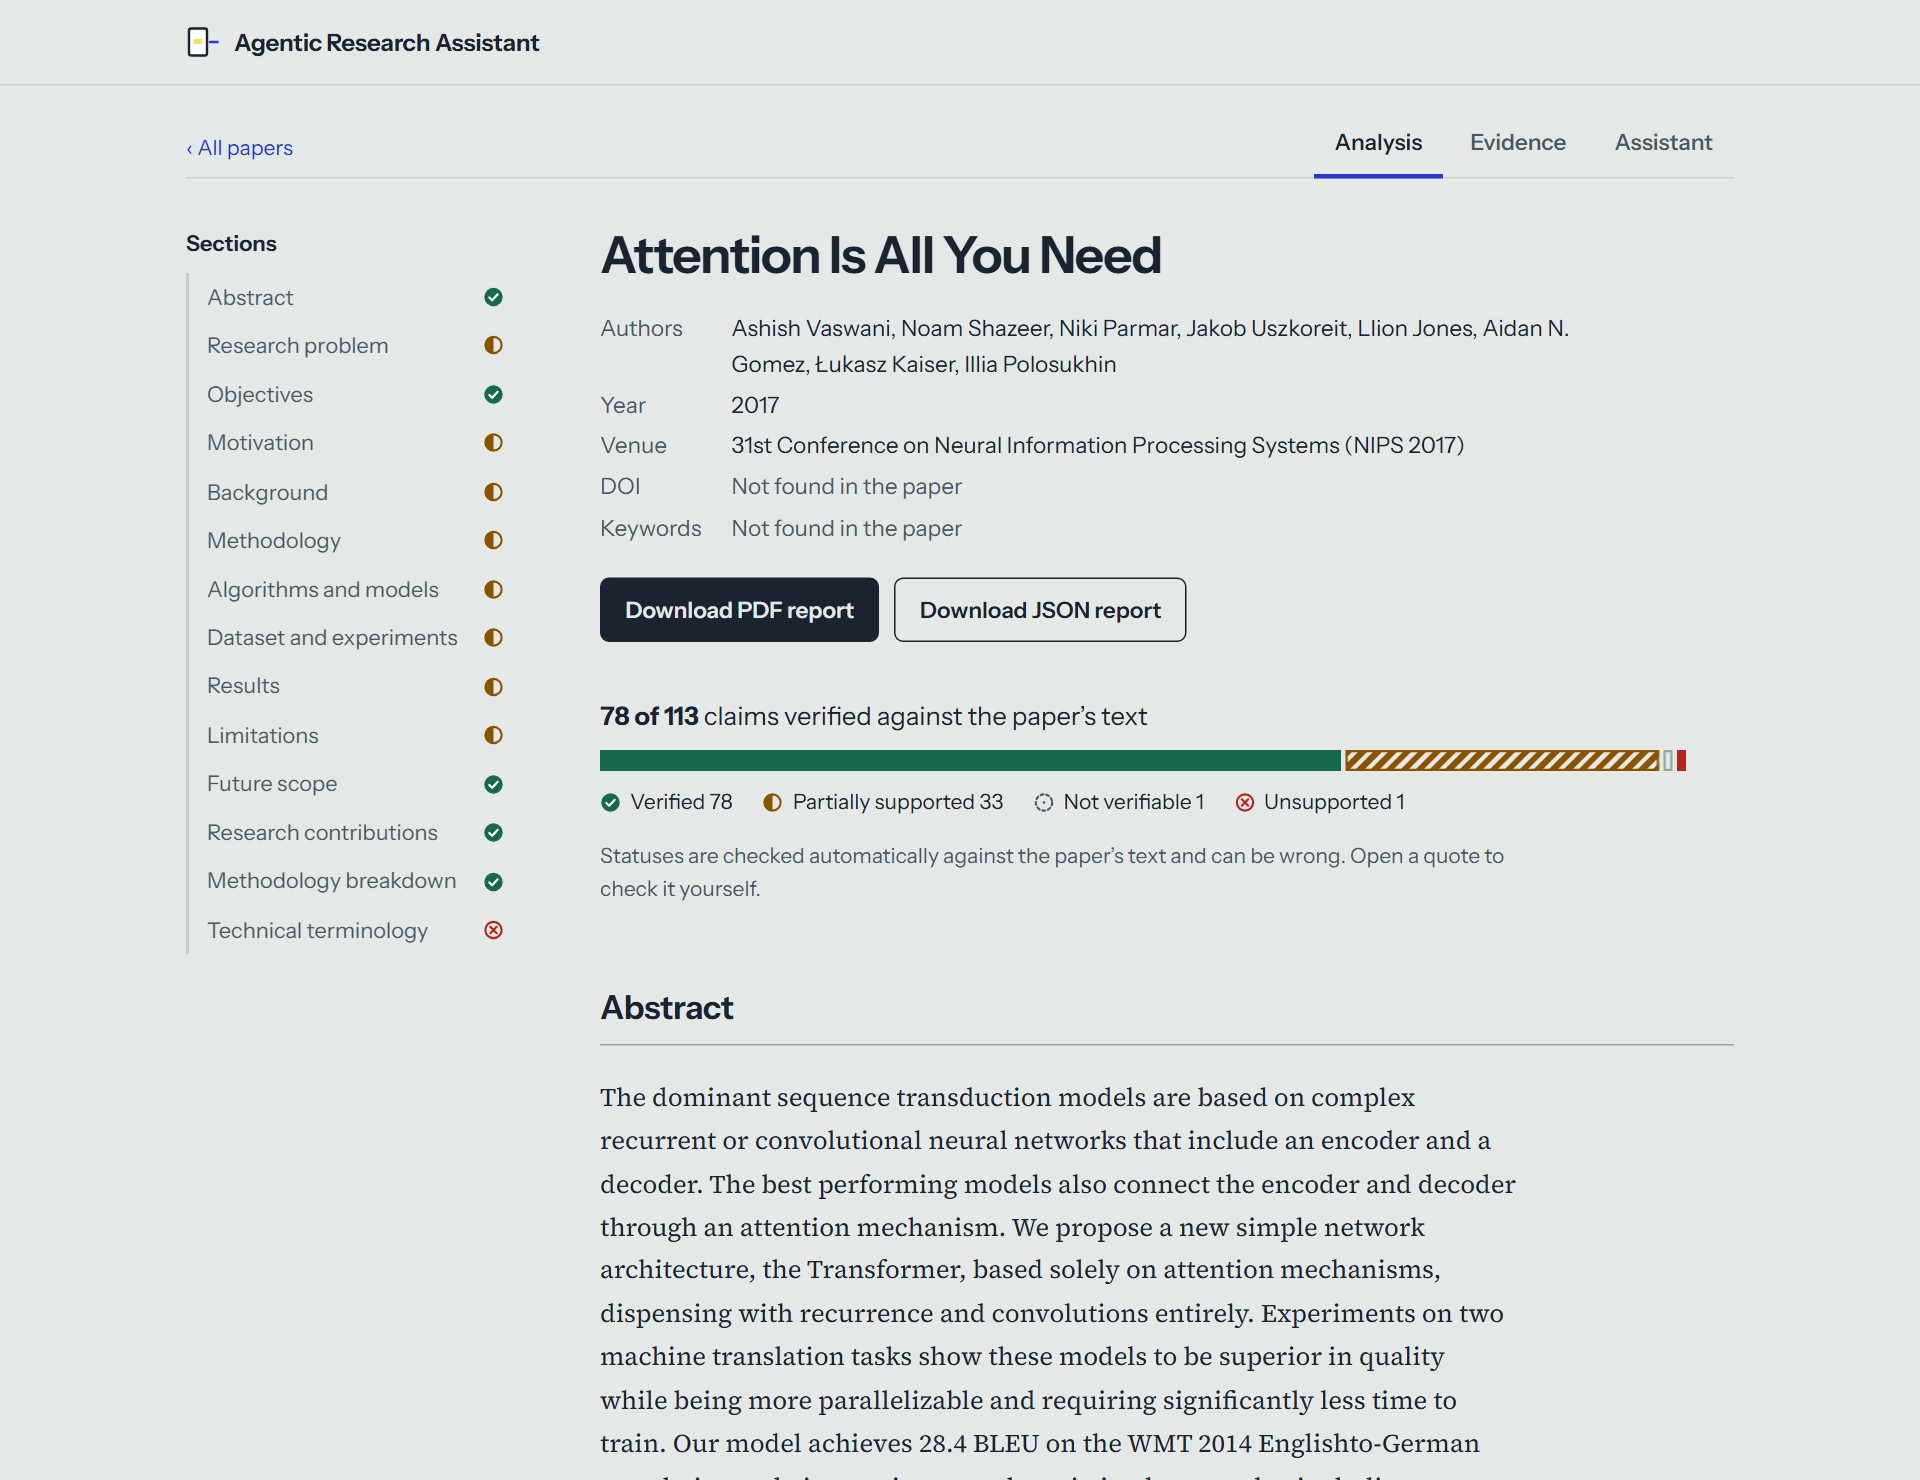 Agentic Research Assistant
‹ All papers
Analysis
Evidence
Assistant
Sections
Abstract
Research problem
Objectives
Motivation
Background
Methodology
Algorithms and models
Dataset and experiments
Results
Limitations
Future scope
Research contributions
Methodology breakdown
Technical terminology
Attention Is All You Need
Authors Ashish Vaswani, Noam Shazeer, Niki Parmar, Jakob Uszkoreit, Llion Jones, Aidan N.
Gomez, Łukasz Kaiser, Illia Polosukhin
Year 2017
Venue 31st Conference on Neural Information Processing Systems (NIPS 2017)
DOI Not found in the paper
Keywords Not found in the paper
Download PDF report
Download JSON report
78 of 113 claims verified against the paper’s text
Verified 78 Partially supported 33 Not verifiable 1 Unsupported 1
Statuses are checked automatically against the paper’s text and can be wrong. Open a quote to
check it yourself.
Abstract
The dominant sequence transduction models are based on complex
recurrent or convolutional neural networks that include an encoder and a
decoder. The best performing models also connect the encoder and decoder
through an attention mechanism. We propose a new simple network
architecture, the Transformer, based solely on attention mechanisms,
dispensing with recurrence and convolutions entirely. Experiments on two
machine translation tasks show these models to be superior in quality
while being more parallelizable and requiring significantly less time to
train. Our model achieves 28.4 BLEU on the WMT 2014 Englishto-German